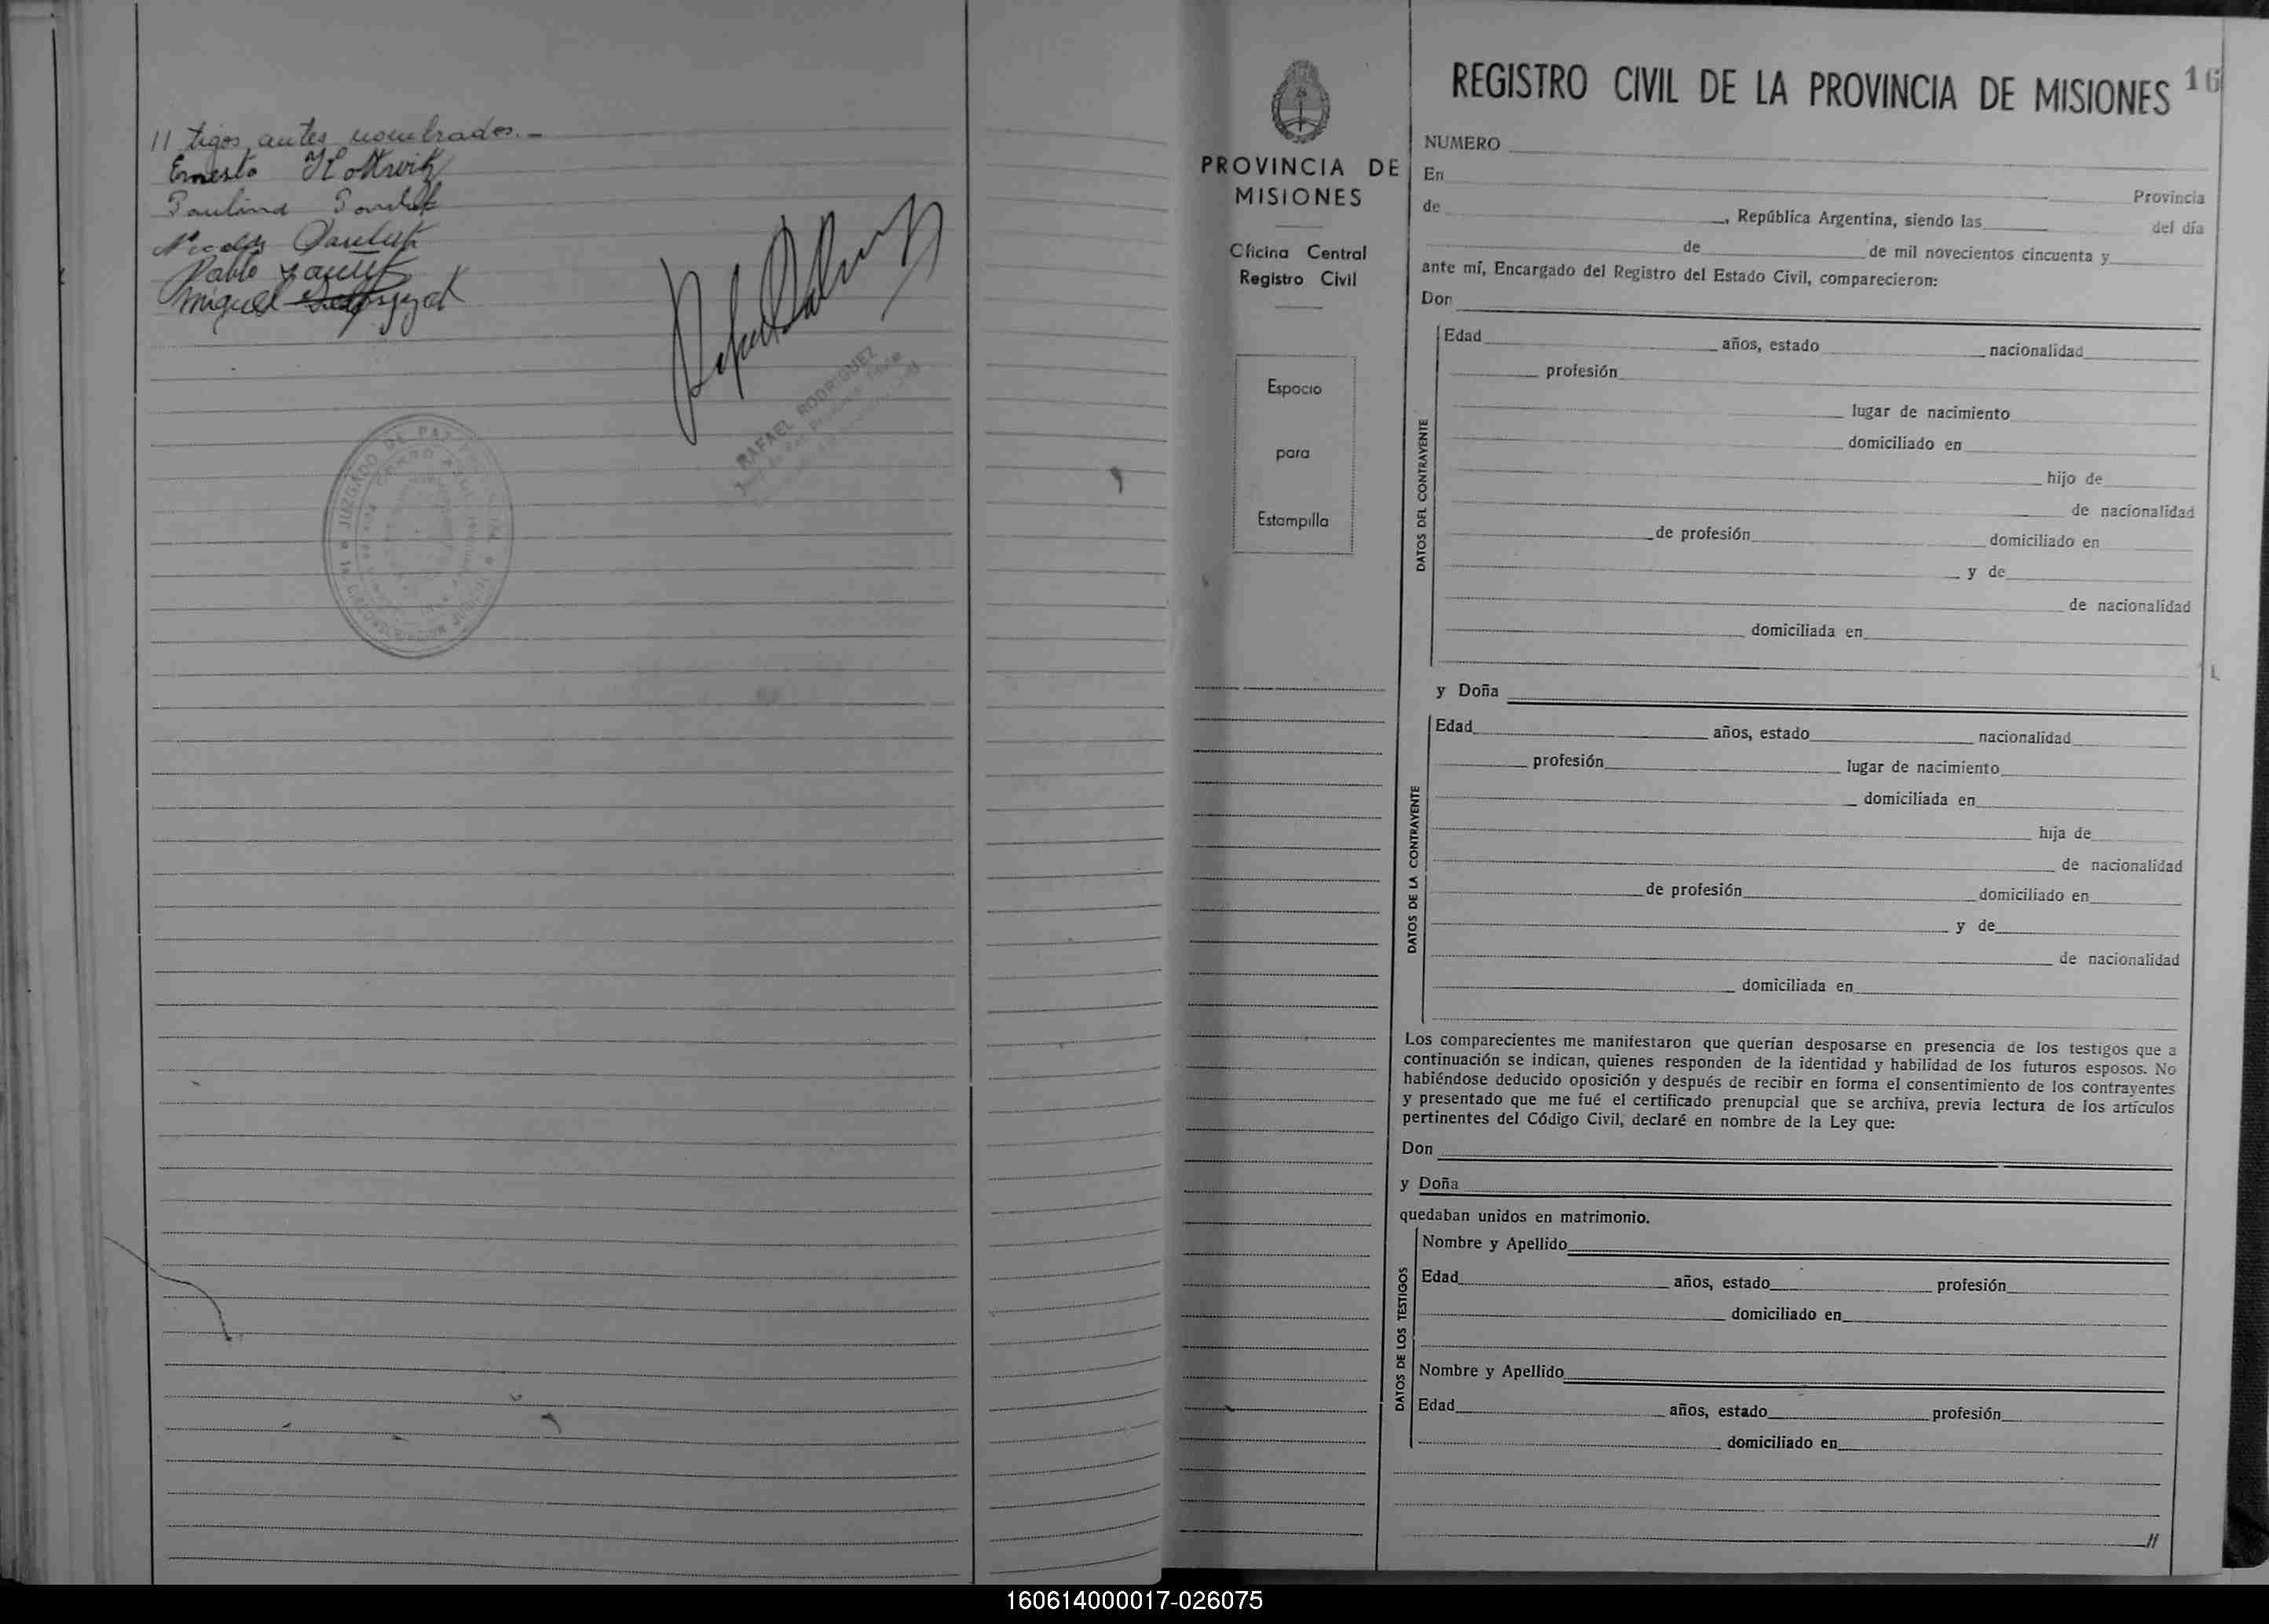 // tigos, antes nombrados.-
Ernesto
Paulina
Nicolás
Pablo
Miguel
RAFAEL RODRIGUEZ
JUZGADO DE PAZ
PROVINCIA DE
MISIONES
Oficina Central
Registro Civil
Espacio
para
Estampilla
REGISTRO CIVIL DE LA PROVINCIA DE MISIONES 16
NUMERO
En Provincia
de , República Argentina, siendo las del día
de de mil novecientos cincuenta y
ante mí, Encargado del Registro del Estado Civil, comparecieron:
Don
DATOS DEL CONTRAYENTE
Edad años, estado nacionalidad
profesión
lugar de nacimiento
domiciliado en
hijo de
de nacionalidad
de profesión domiciliado en
y de
de nacionalidad
domiciliada en
y Doña
DATOS DE LA CONTRAYENTE
Edad años, estado nacionalidad
profesión lugar de nacimiento
domiciliada en
hija de
de nacionalidad
de profesión domiciliado en
y de
de nacionalidad
domiciliada en
Los comparecientes me manifestaron que querían desposarse en presencia de los testigos que a
continuación se indican, quienes responden de la identidad y habilidad de los futuros esposos. No
habiéndose deducido oposición y después de recibir en forma el consentimiento de los contrayentes
y presentado que me fué el certificado prenupcial que se archiva, previa lectura de los artículos
pertinentes del Código Civil, declaré en nombre de la Ley que:
Don
y Doña
quedaban unidos en matrimonio.
DATOS DE LOS TESTIGOS
Nombre y Apellido
Edad años, estado profesión
domiciliado en
Nombre y Apellido
Edad años, estado profesión
domiciliado en
//
160614000017-026075